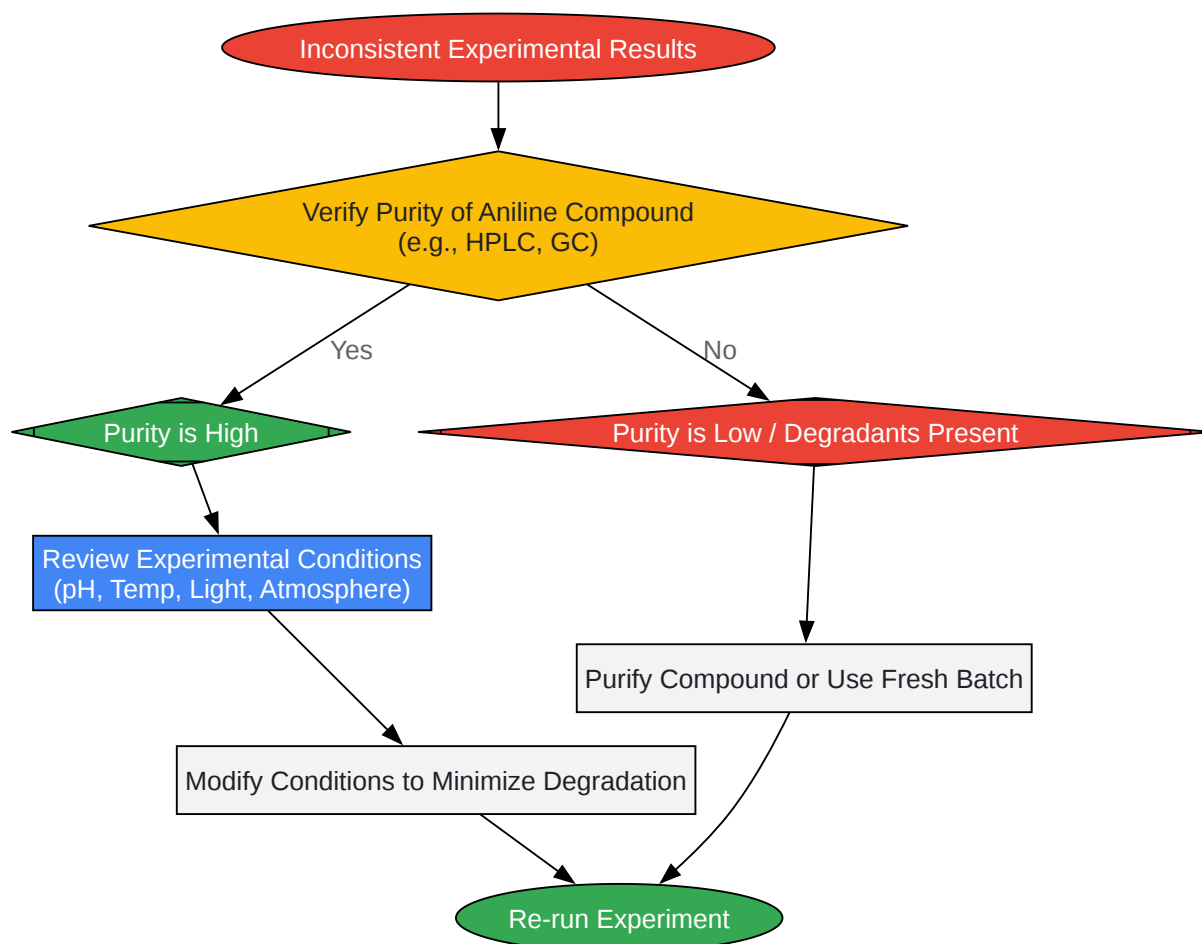 Inconsistent Experimental Results
Verify Purity of Aniline Compound
(e.g., HPLC, GC)
Yes
No
Purity is High
Purity is Low / Degradants Present
Review Experimental Conditions
(pH, Temp, Light, Atmosphere)
Purify Compound or Use Fresh Batch
Modify Conditions to Minimize Degradation
Re-run Experiment